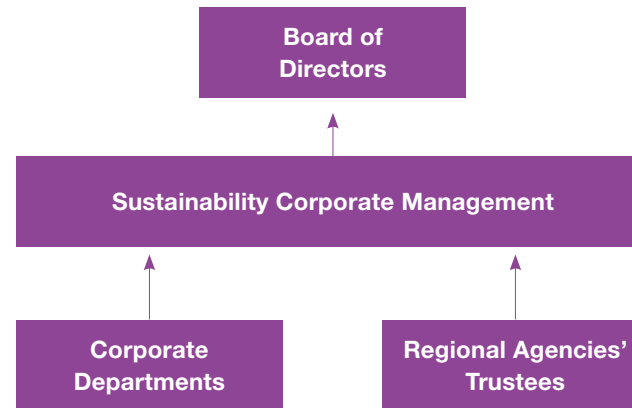 Board of
Directors
Sustainability Corporate Management
Corporate
Departments
Regional Agencies’
Trustees